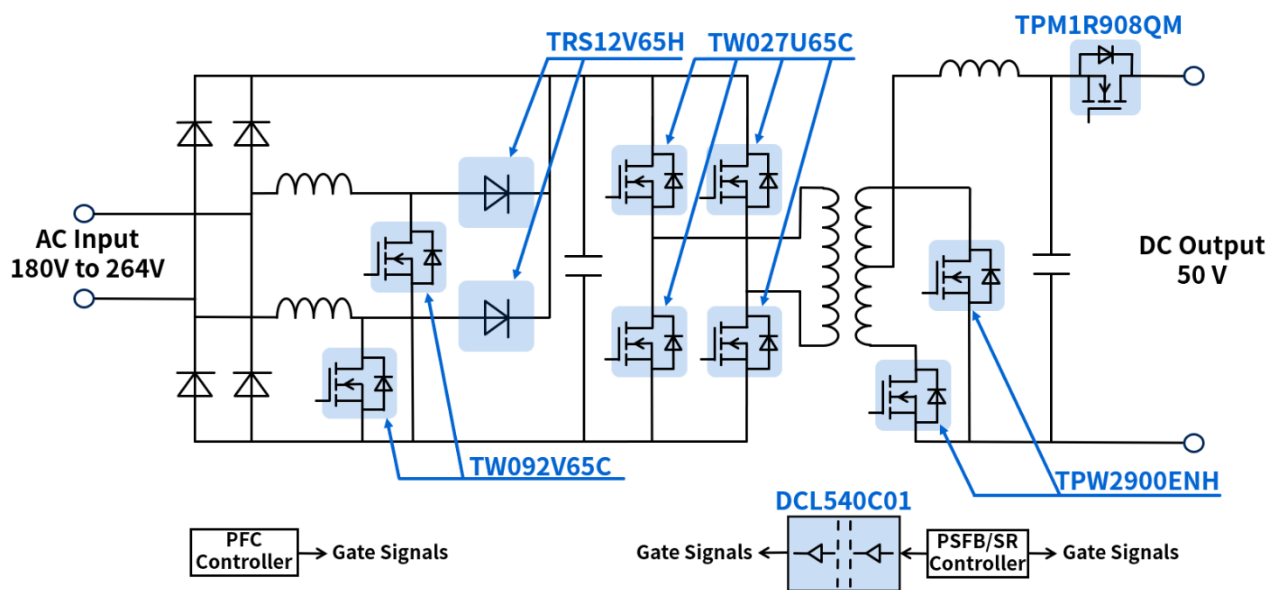 TPM1R908QM
TRS12V65H
TW027U65C
AC Input
180V to 264V
DC Output
50 V
TW092V65C
TPW2900ENH
DCL540C01
PFC
Controller
Gate Signals
Gate Signals
PSFB/SR
Controller
Gate Signals